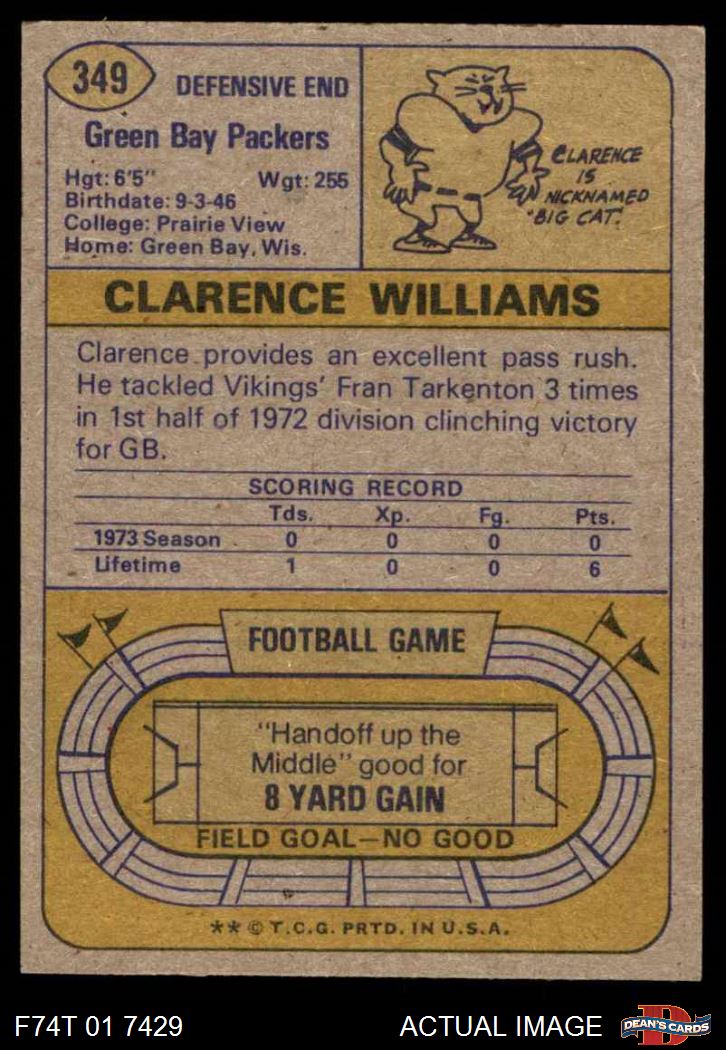 349
DEFENSIVE END
Green Bay Packers
Hgt: 6'5" Wgt: 255
Birthdate: 9-3-46
College: Prairie View
Home: Green Bay, Wis.
CLARENCE
IS
NICKNAMED
"BIG CAT".
CLARENCE WILLIAMS
Clarence provides an excellent pass rush.
He tackled Vikings' Fran Tarkenton 3 times
in 1st half of 1972 division clinching victory
for GB.
SCORING RECORD
Tds. Xp. Fg. Pts.
1973 Season 0 0 0 0
Lifetime 1 0 0 6
FOOTBALL GAME
"Handoff up the
Middle" good for
8 YARD GAIN
FIELD GOAL—NO GOOD
** © T.C.G. PRTD. IN U.S.A.
F74T 01 7429 ACTUAL IMAGE
D
DEAN'S CARDS